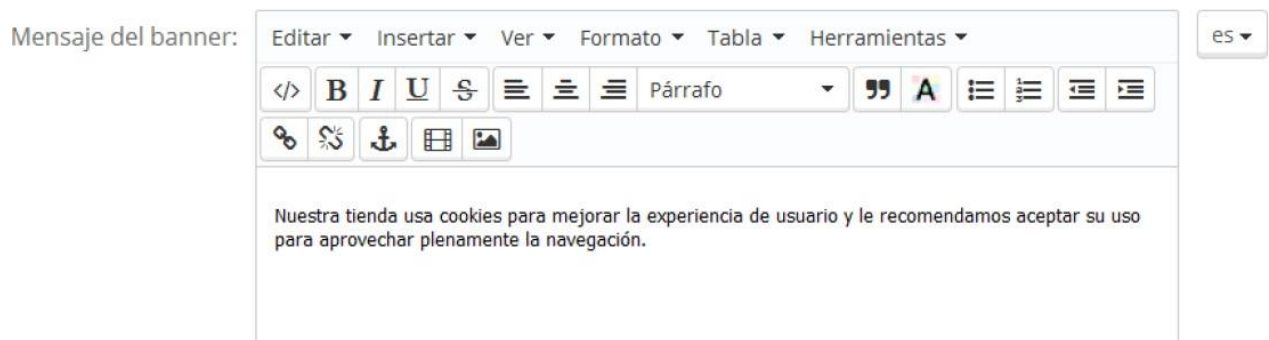 Mensaje del banner:
Editar Insertar Ver Formato Tabla Herramientas
es
B I U S Párrafo A
Nuestra tienda usa cookies para mejorar la experiencia de usuario y le recomendamos aceptar su uso
para aprovechar plenamente la navegación.